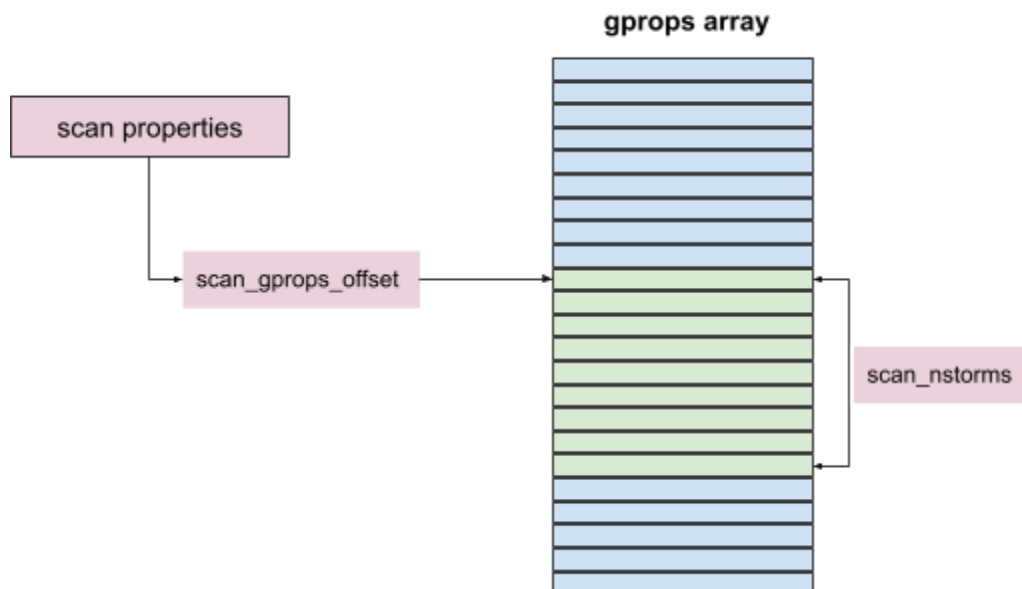 gprops array
scan properties
scan_gprops_offset
scan_nstorms